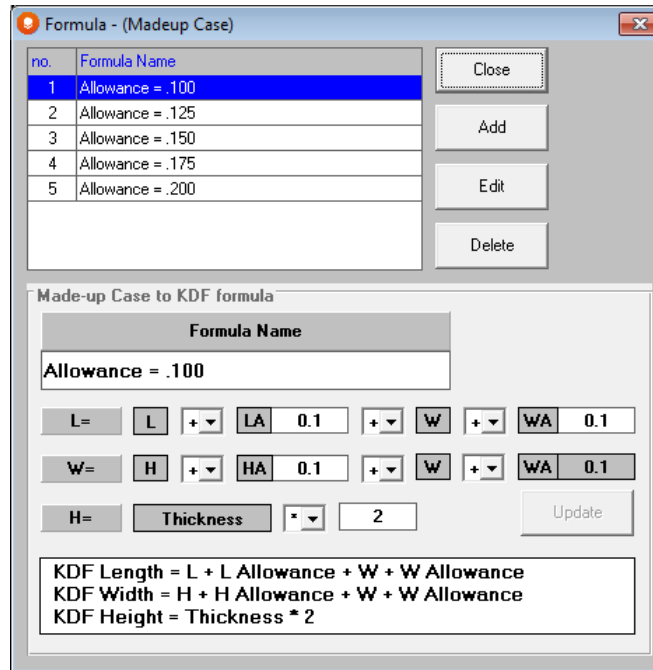 Formula - (Madeup Case)
no. Formula Name
1 Allowance = .100
2 Allowance = .125
3 Allowance = .150
4 Allowance = .175
5 Allowance = .200
Close
Add
Edit
Delete
Made-up Case to KDF formula
Formula Name
Allowance = .100
L= L + LA 0.1 + W + WA 0.1
W= H + HA 0.1 + W + WA 0.1
H= Thickness * 2 Update
KDF Length = L + L Allowance + W + W Allowance
KDF Width = H + H Allowance + W + W Allowance
KDF Height = Thickness * 2